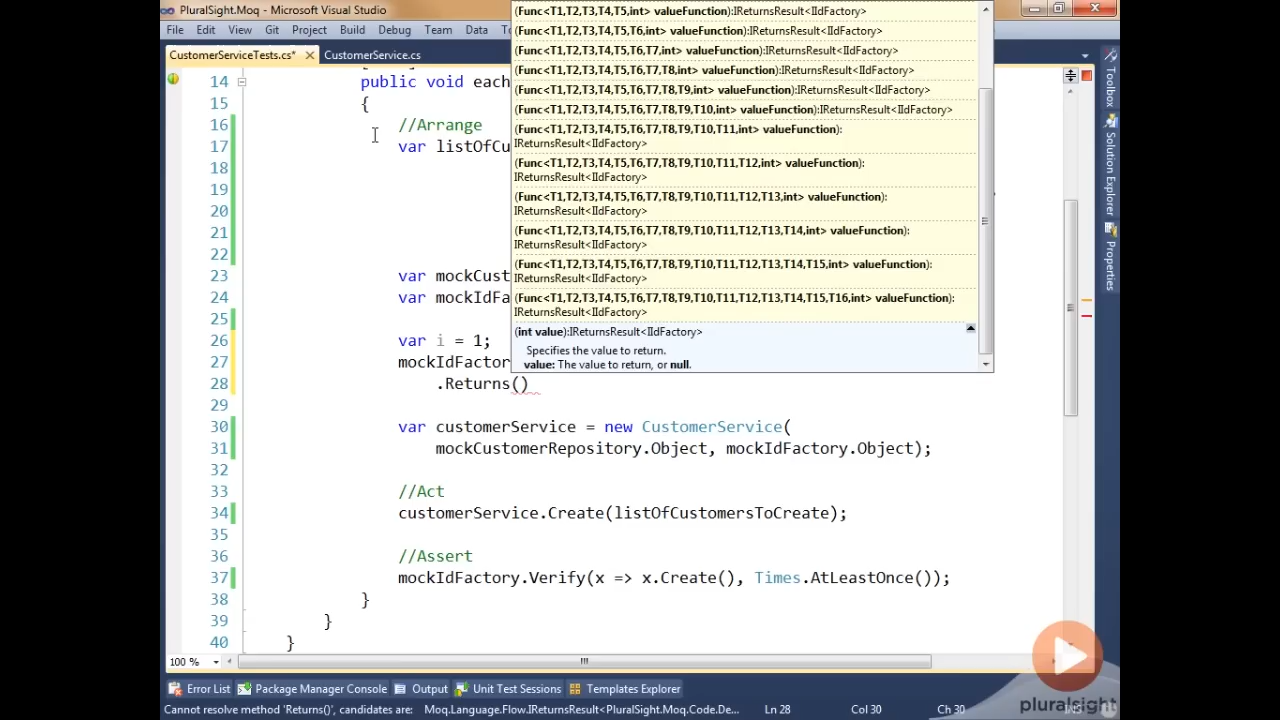 PluralSight.Moq - Microsoft Visual Studio
File Edit View Git Project Build Debug Team Data
CustomerServiceTests.cs* CustomerService.cs
(Func<T1,T2,T3,T4,T5,int> valueFunction):IReturnsResult<IIdFactory>
(Func<T1,T2,T3,T4,T5,T6,int> valueFunction):IReturnsResult<IIdFactory>
(Func<T1,T2,T3,T4,T5,T6,T7,int> valueFunction):IReturnsResult<IIdFactory>
(Func<T1,T2,T3,T4,T5,T6,T7,T8,int> valueFunction):IReturnsResult<IIdFactory>
(Func<T1,T2,T3,T4,T5,T6,T7,T8,T9,int> valueFunction):IReturnsResult<IIdFactory>
(Func<T1,T2,T3,T4,T5,T6,T7,T8,T9,T10,int> valueFunction):IReturnsResult<IIdFactory>
(Func<T1,T2,T3,T4,T5,T6,T7,T8,T9,T10,T11,int> valueFunction):
IReturnsResult<IIdFactory>
(Func<T1,T2,T3,T4,T5,T6,T7,T8,T9,T10,T11,T12,int> valueFunction):
IReturnsResult<IIdFactory>
(Func<T1,T2,T3,T4,T5,T6,T7,T8,T9,T10,T11,T12,T13,int> valueFunction):
IReturnsResult<IIdFactory>
(Func<T1,T2,T3,T4,T5,T6,T7,T8,T9,T10,T11,T12,T13,T14,int> valueFunction):
IReturnsResult<IIdFactory>
(Func<T1,T2,T3,T4,T5,T6,T7,T8,T9,T10,T11,T12,T13,T14,T15,int> valueFunction):
IReturnsResult<IIdFactory>
(Func<T1,T2,T3,T4,T5,T6,T7,T8,T9,T10,T11,T12,T13,T14,T15,T16,int> valueFunction):
IReturnsResult<IIdFactory>
(int value):IReturnsResult<IIdFactory>
Specifies the value to return.
value: The value to return, or null.
14 public void each
15 {
16 //Arrange
17 var listOfCu
18
19
20
21
22
23 var mockCust
24 var mockIdFa
25
26 var i = 1;
27 mockIdFactor
28 .Returns()
29
30 var customerService = new CustomerService(
31 mockCustomerRepository.Object, mockIdFactory.Object);
32
33 //Act
34 customerService.Create(listOfCustomersToCreate);
35
36 //Assert
37 mockIdFactory.Verify(x => x.Create(), Times.AtLeastOnce());
38 }
39 }
40 }
Toolbox
Solution Explorer
Properties
100 %
Error List Package Manager Console Output Unit Test Sessions Templates Explorer
Cannot resolve method 'Returns()', candidates are: Moq.Language.Flow.IReturnsResult<PluralSight.Moq.Code.De... Ln 28 Col 30 Ch 30 INS
pluralsight